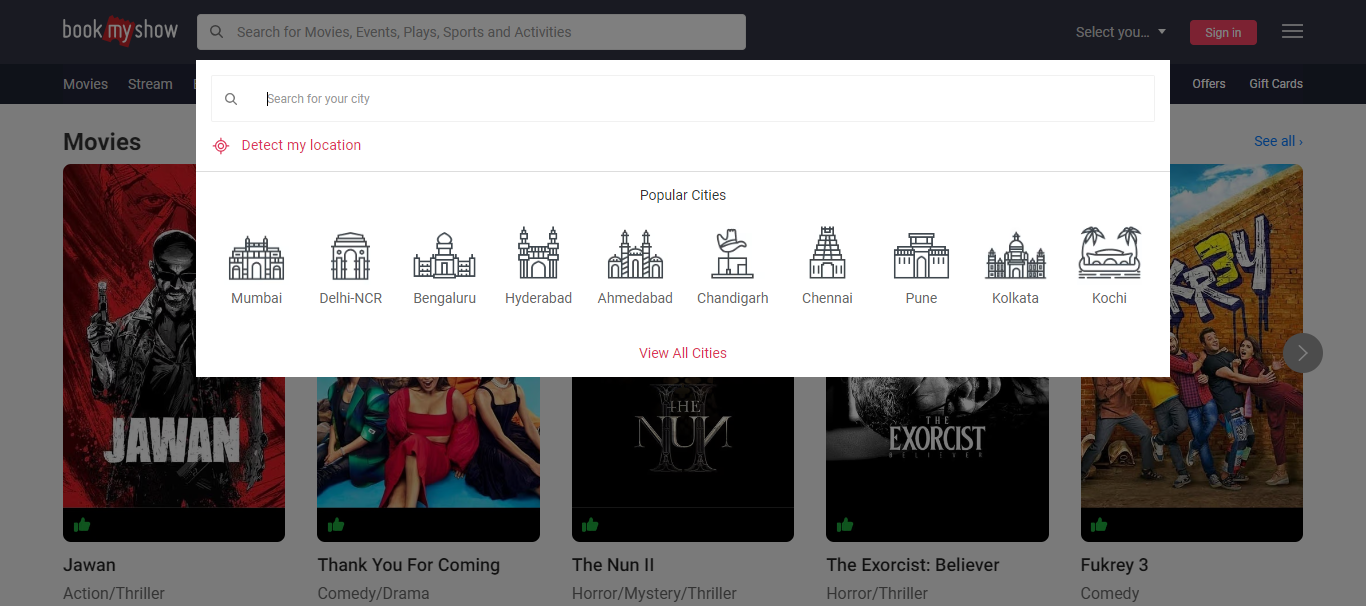 book my show
Search for Movies, Events, Plays, Sports and Activities
Select you...
Sign in
Movies
Stream
Offers
Gift Cards
Search for your city
Detect my location
Popular Cities
Mumbai
Delhi-NCR
Bengaluru
Hyderabad
Ahmedabad
Chandigarh
Chennai
Pune
Kolkata
Kochi
View All Cities
Movies
See all ›
JAWAN
THE
NUN
II
THE
EXORCIST
BELIEVER
KR3Y
Jawan
Action/Thriller
Thank You For Coming
Comedy/Drama
The Nun II
Horror/Mystery/Thriller
The Exorcist: Believer
Horror/Thriller
Fukrey 3
Comedy